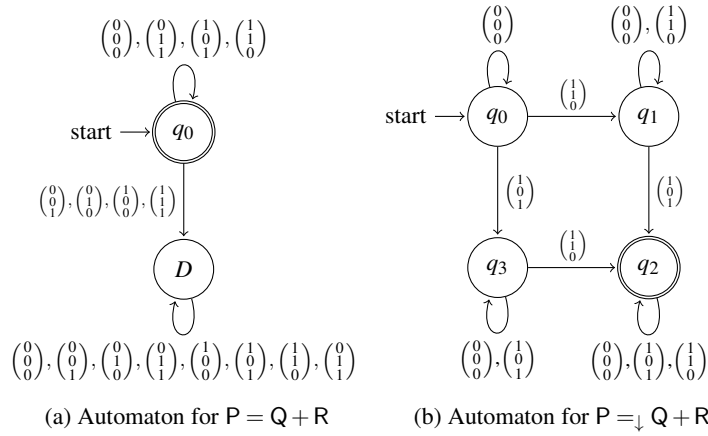 (0 0 0), (0 1 1), (1 0 1), (1 1 0)
start
q0
(0 0 1), (0 1 0), (1 0 0), (1 1 1)
D
(0 0 0), (0 0 1), (0 1 0), (0 1 1), (1 0 0), (1 0 1), (1 1 0), (1 1 1)
(a) Automaton for P = Q + R
(0 0 0)
(0 0 0), (1 1 0)
start
q0
(1 1 0)
q1
(1 0 1)
(1 0 1)
q3
(1 1 0)
q2
(0 0 0), (1 0 1)
(0 0 0), (1 0 1), (1 1 0)
(b) Automaton for P =↓ Q + R